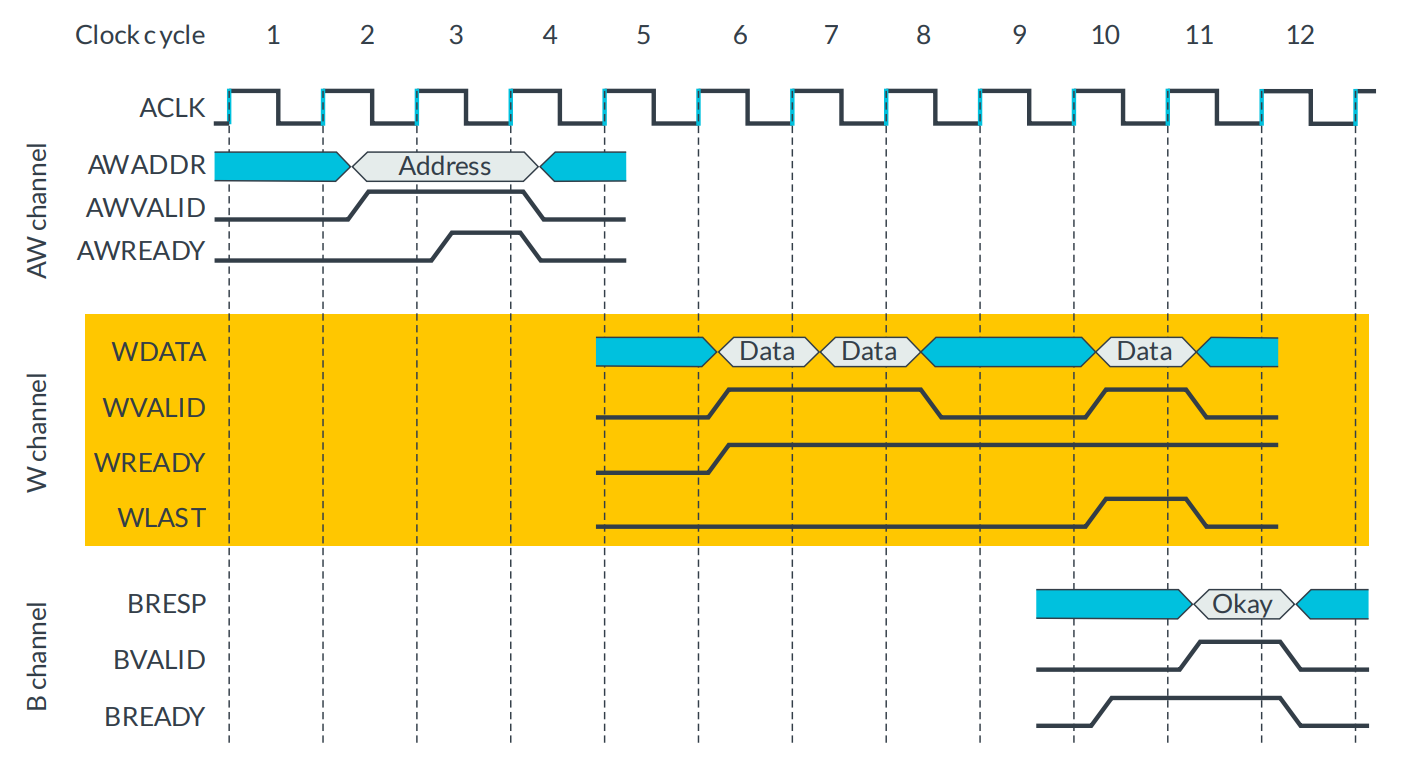 Clock cycle 1 2 3 4 5 6 7 8 9 10 11 12
ACLK
AW channel
AWADDR Address
AWVALID
AWREADY
W channel
WDATA Data Data Data
WVALID
WREADY
WLAST
B channel
BRESP Okay
BVALID
BREADY